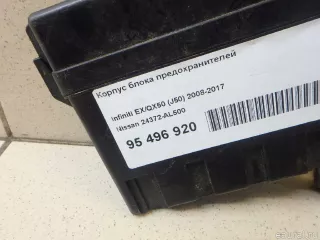 Корпус блока предохранителей
Infiniti EX/QX50 (J50) 2008-2017
Nissan 24372-AL500
95 496 920